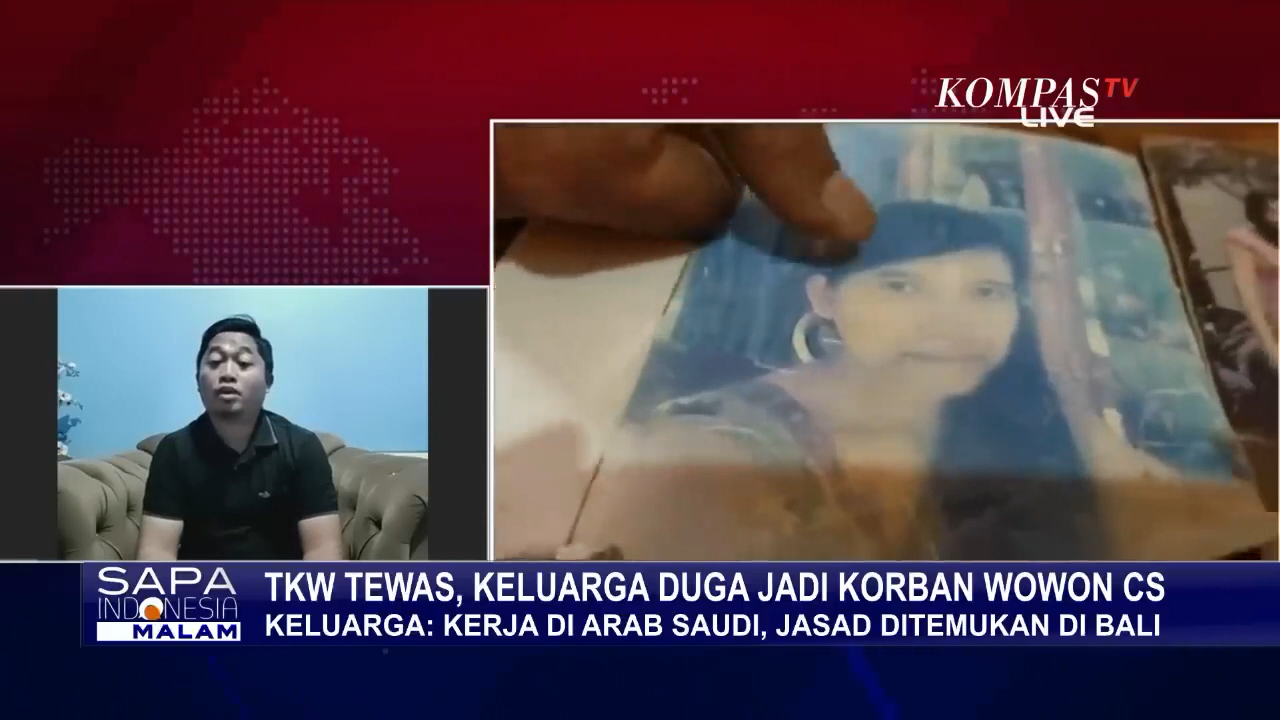 KOMPAS TV
LIVE
SAPA
INDONESIA
MALAM
TKW TEWAS, KELUARGA DUGA JADI KORBAN WOWON CS
KELUARGA: KERJA DI ARAB SAUDI, JASAD DITEMUKAN DI BALI